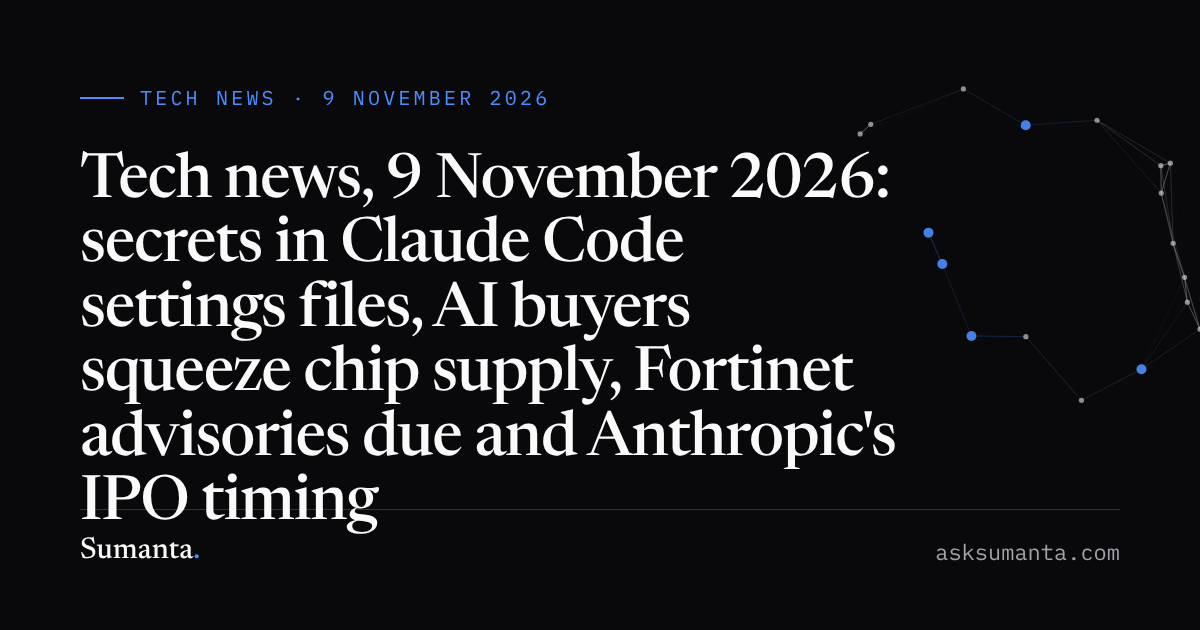 TECH NEWS · 9 NOVEMBER 2026
Tech news, 9 November 2026:
secrets in Claude Code
settings files, AI buyers
squeeze chip supply, Fortinet
advisories due and Anthropic's
IPO timing
Sumanta.
asksumanta.com